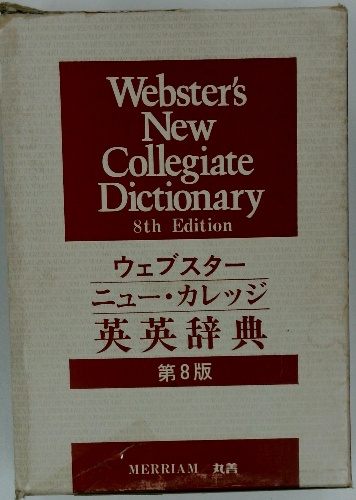 Webster's
New
Collegiate
Dictionary
8th Edition
ウェブスター
ニュー・カレッジ
英英辞典
第8版
MERRIAM 丸善